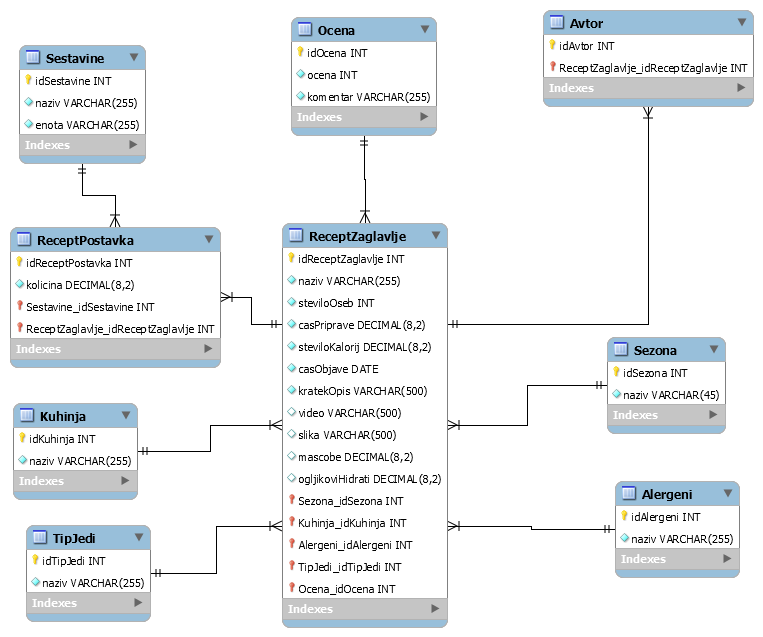 Sestavine
idSestavine INT
naziv VARCHAR(255)
enota VARCHAR(255)
Indexes
Ocena
idOcena INT
ocena INT
komentar VARCHAR(255)
Indexes
Avtor
idAvtor INT
ReceptZaglavlje_idReceptZaglavlje INT
Indexes
ReceptPostavka
idReceptPostavka INT
kolicina DECIMAL(8,2)
Sestavine_idSestavine INT
ReceptZaglavlje_idReceptZaglavlje INT
Indexes
ReceptZaglavlje
idReceptZaglavlje INT
naziv VARCHAR(255)
steviloOseb INT
casPriprave DECIMAL(8,2)
steviloKalorij DECIMAL(8,2)
casObjave DATE
kratekOpis VARCHAR(500)
video VARCHAR(500)
slika VARCHAR(500)
mascobe DECIMAL(8,2)
ogljikoviHidrati DECIMAL(8,2)
Sezona_idSezona INT
Kuhinja_idKuhinja INT
Alergeni_idAlergeni INT
TipJedi_idTipJedi INT
Ocena_idOcena INT
Indexes
Sezona
idSezona INT
naziv VARCHAR(45)
Indexes
Kuhinja
idKuhinja INT
naziv VARCHAR(255)
Indexes
Alergeni
idAlergeni INT
naziv VARCHAR(255)
Indexes
TipJedi
idTipJedi INT
naziv VARCHAR(255)
Indexes